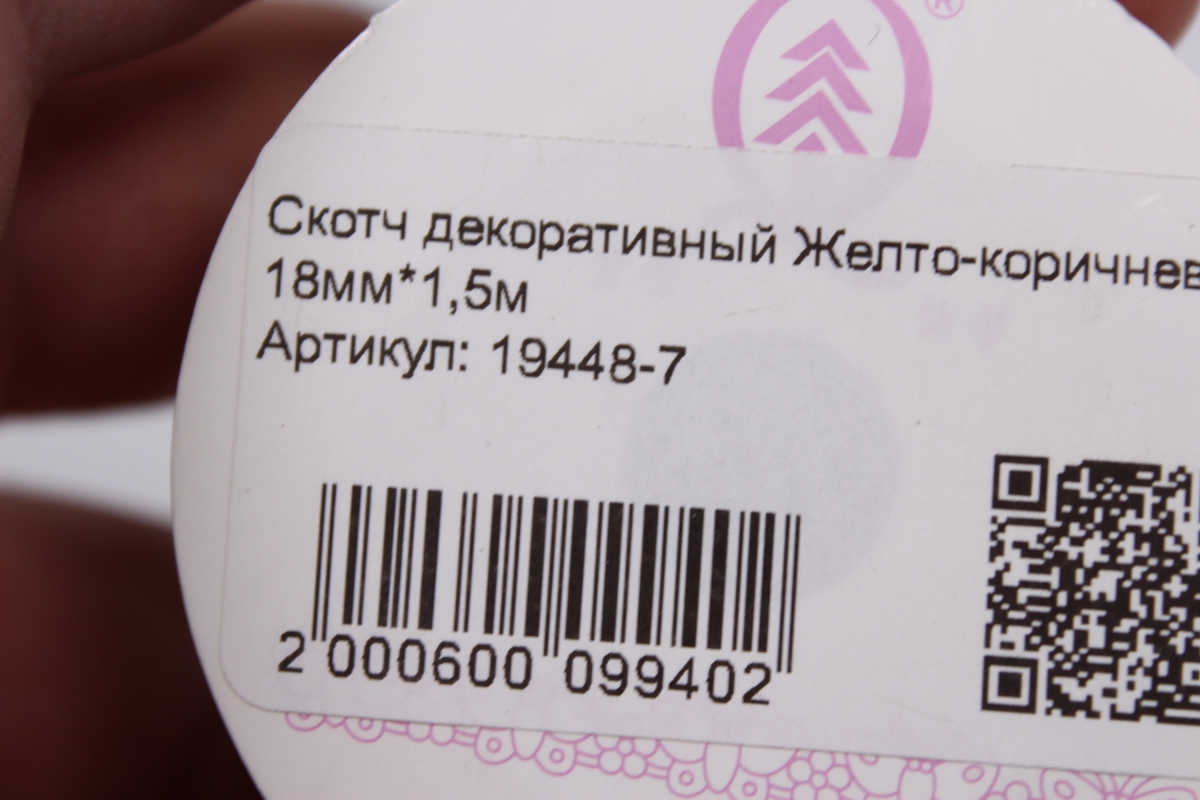 Скотч декоративный Желто-коричнев
18мм*1,5м
Артикул: 19448-7
2 000600 099402